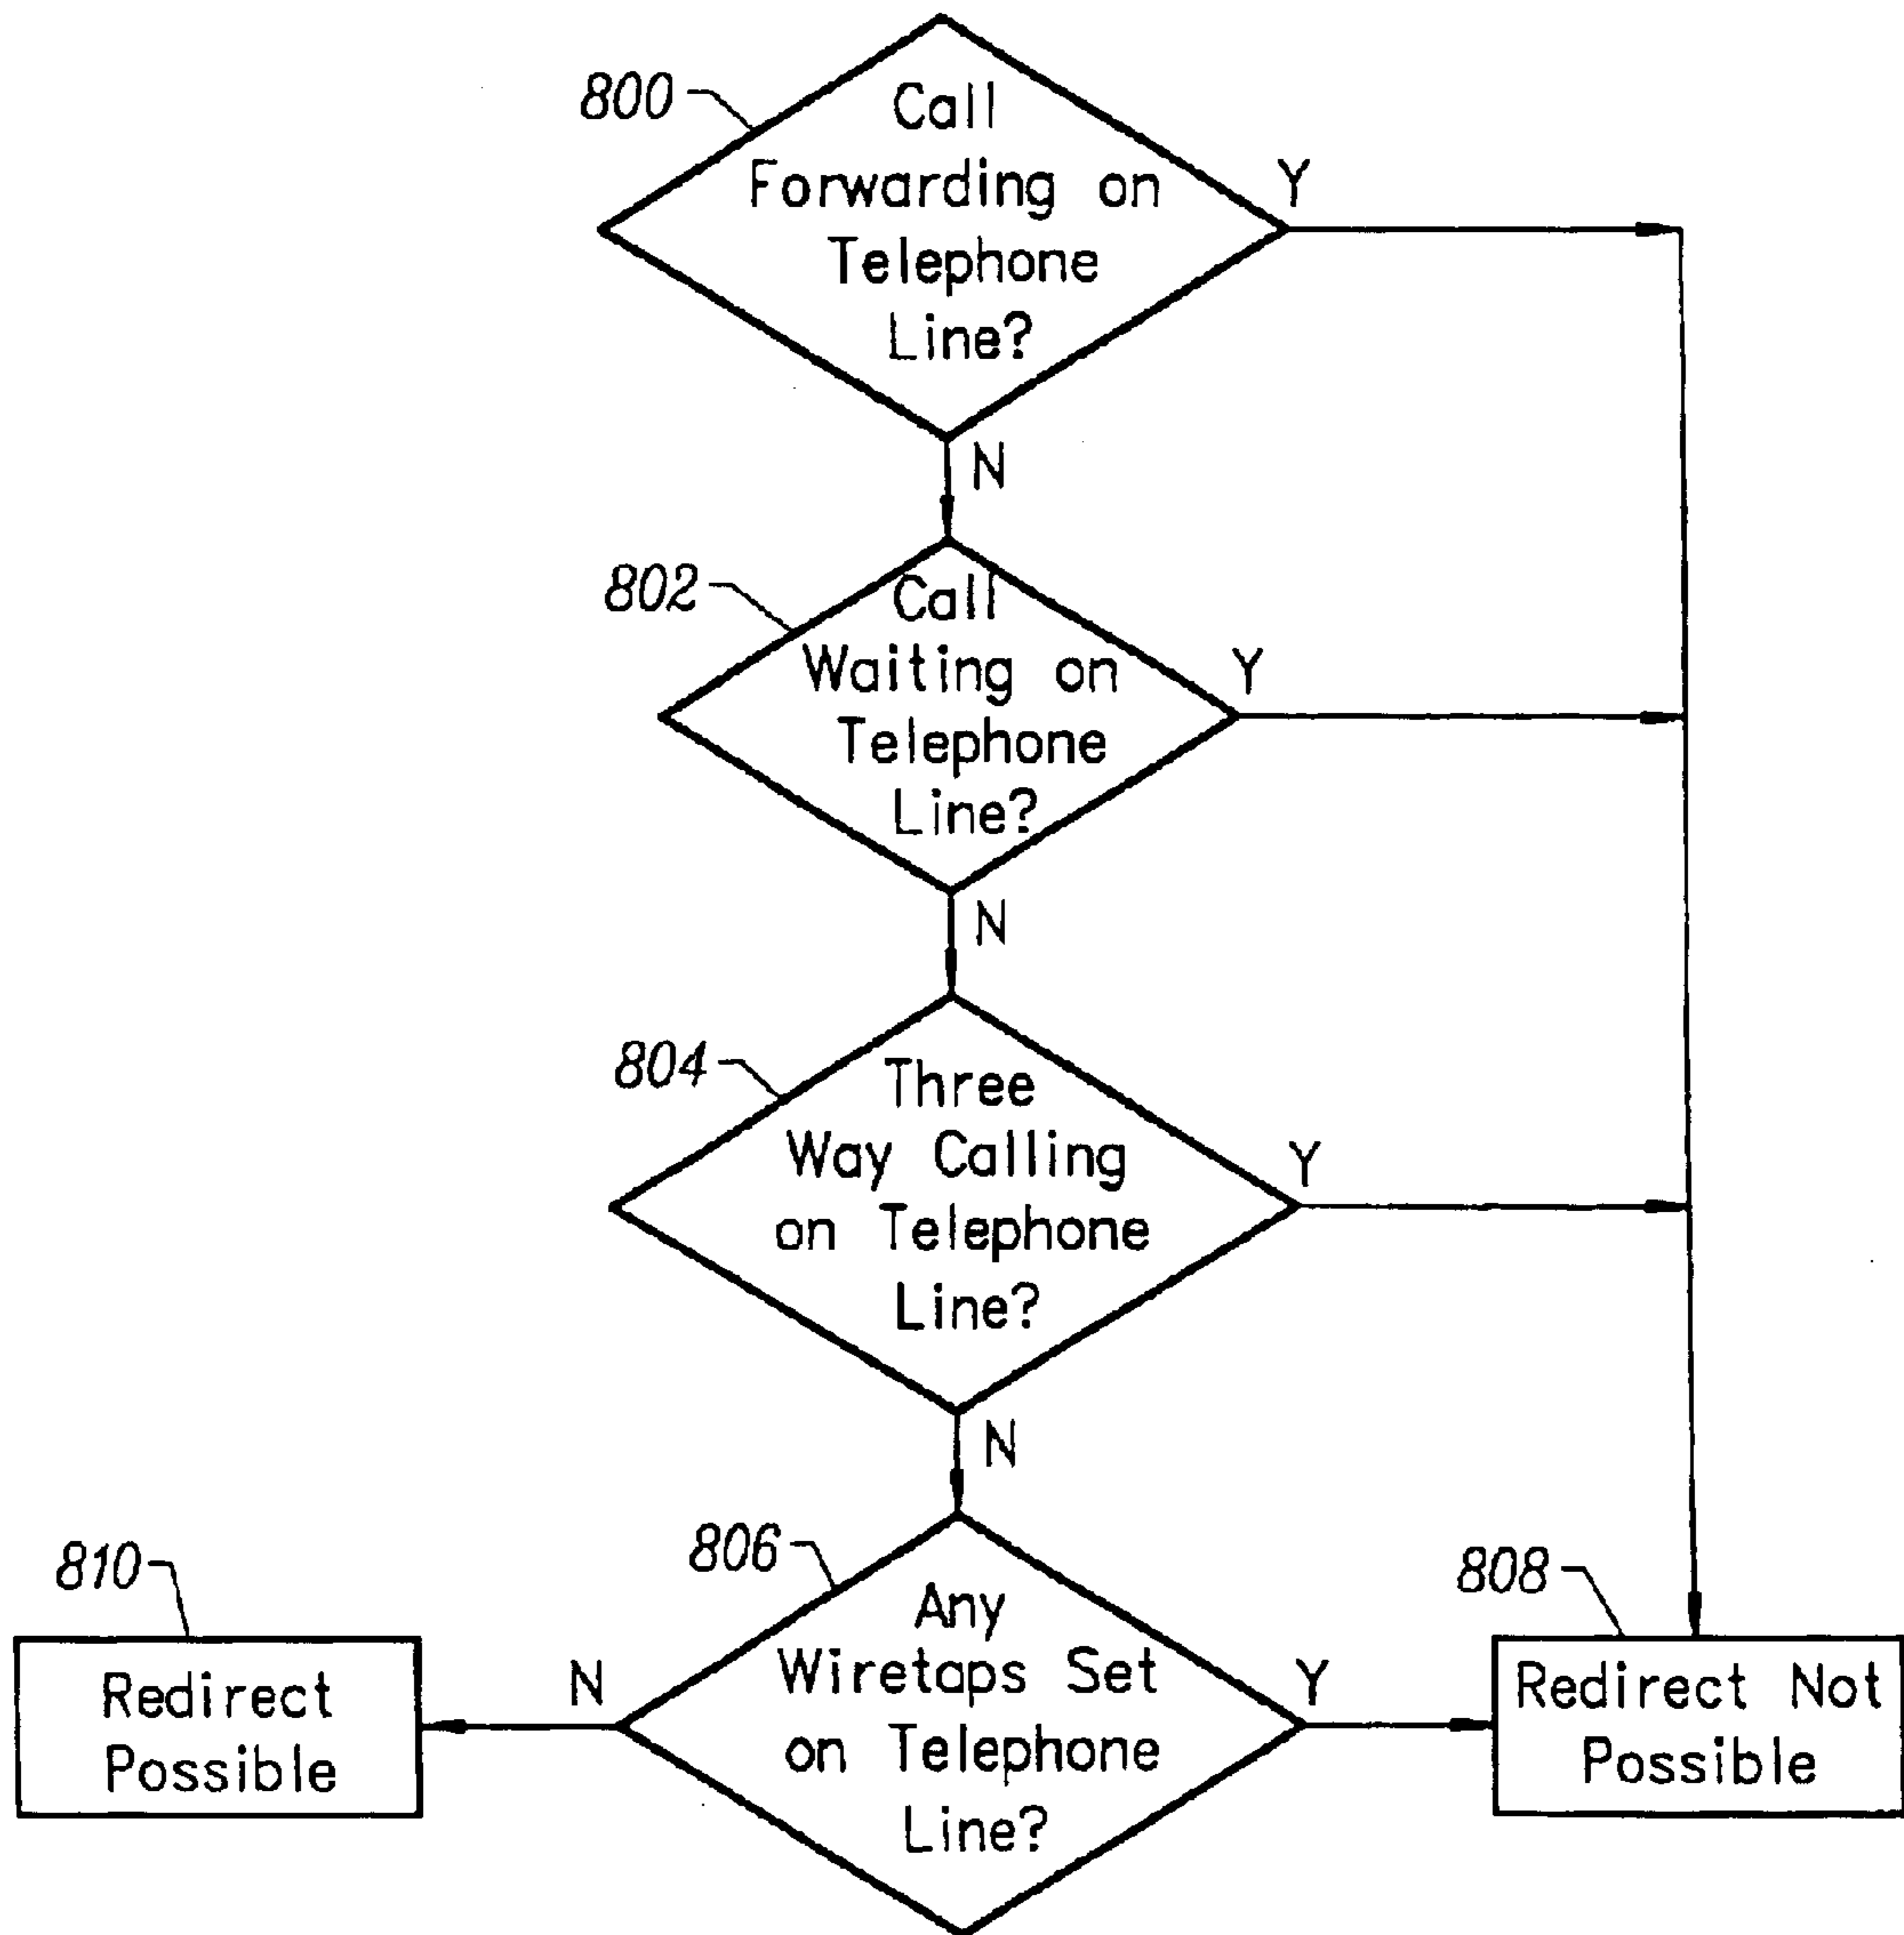 800
Call
Forwarding on
Telephone
Line?
Y
N
802
Call
Waiting on
Telephone
Line?
Y
N
804
Three
Way Calling
on Telephone
Line?
Y
N
806
Any
Wiretaps Set
on Telephone
Line?
N
Y
810
Redirect
Possible
808
Redirect Not
Possible